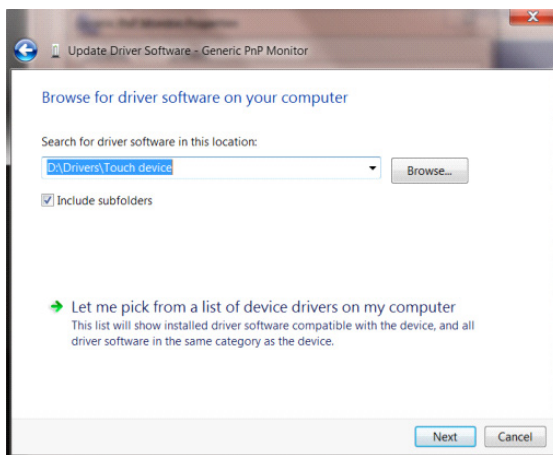 Update Driver Software - Generic PnP Monitor
Browse for driver software on your computer
Search for driver software in this location:
D:\Drivers\Touch device
Browse...
Include subfolders
Let me pick from a list of device drivers on my computer
This list will show installed driver software compatible with the device, and all
driver software in the same category as the device.
Next
Cancel